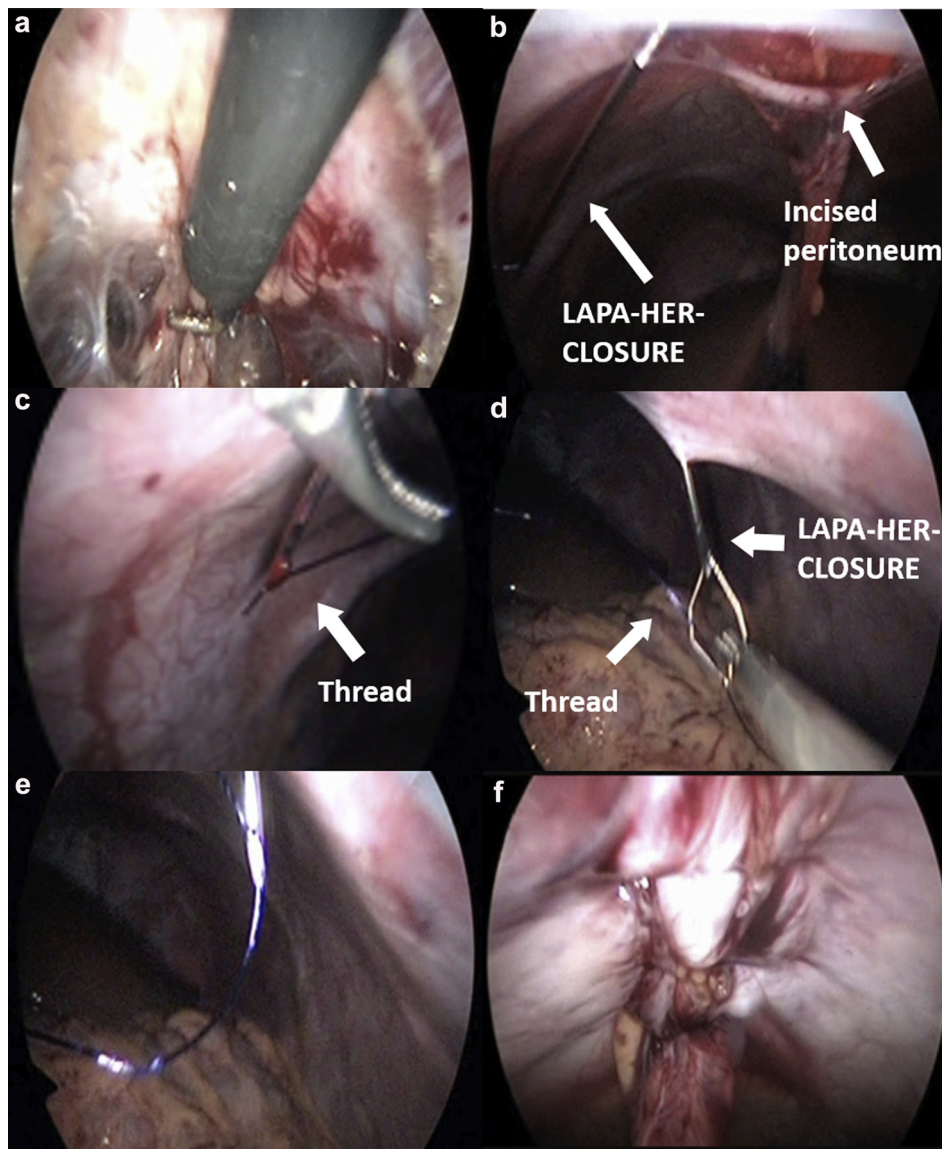 a
b
Incised
peritoneum
LAPA-HER-
CLOSURE
c
Thread
d
LAPA-HER-
CLOSURE
Thread
e
f